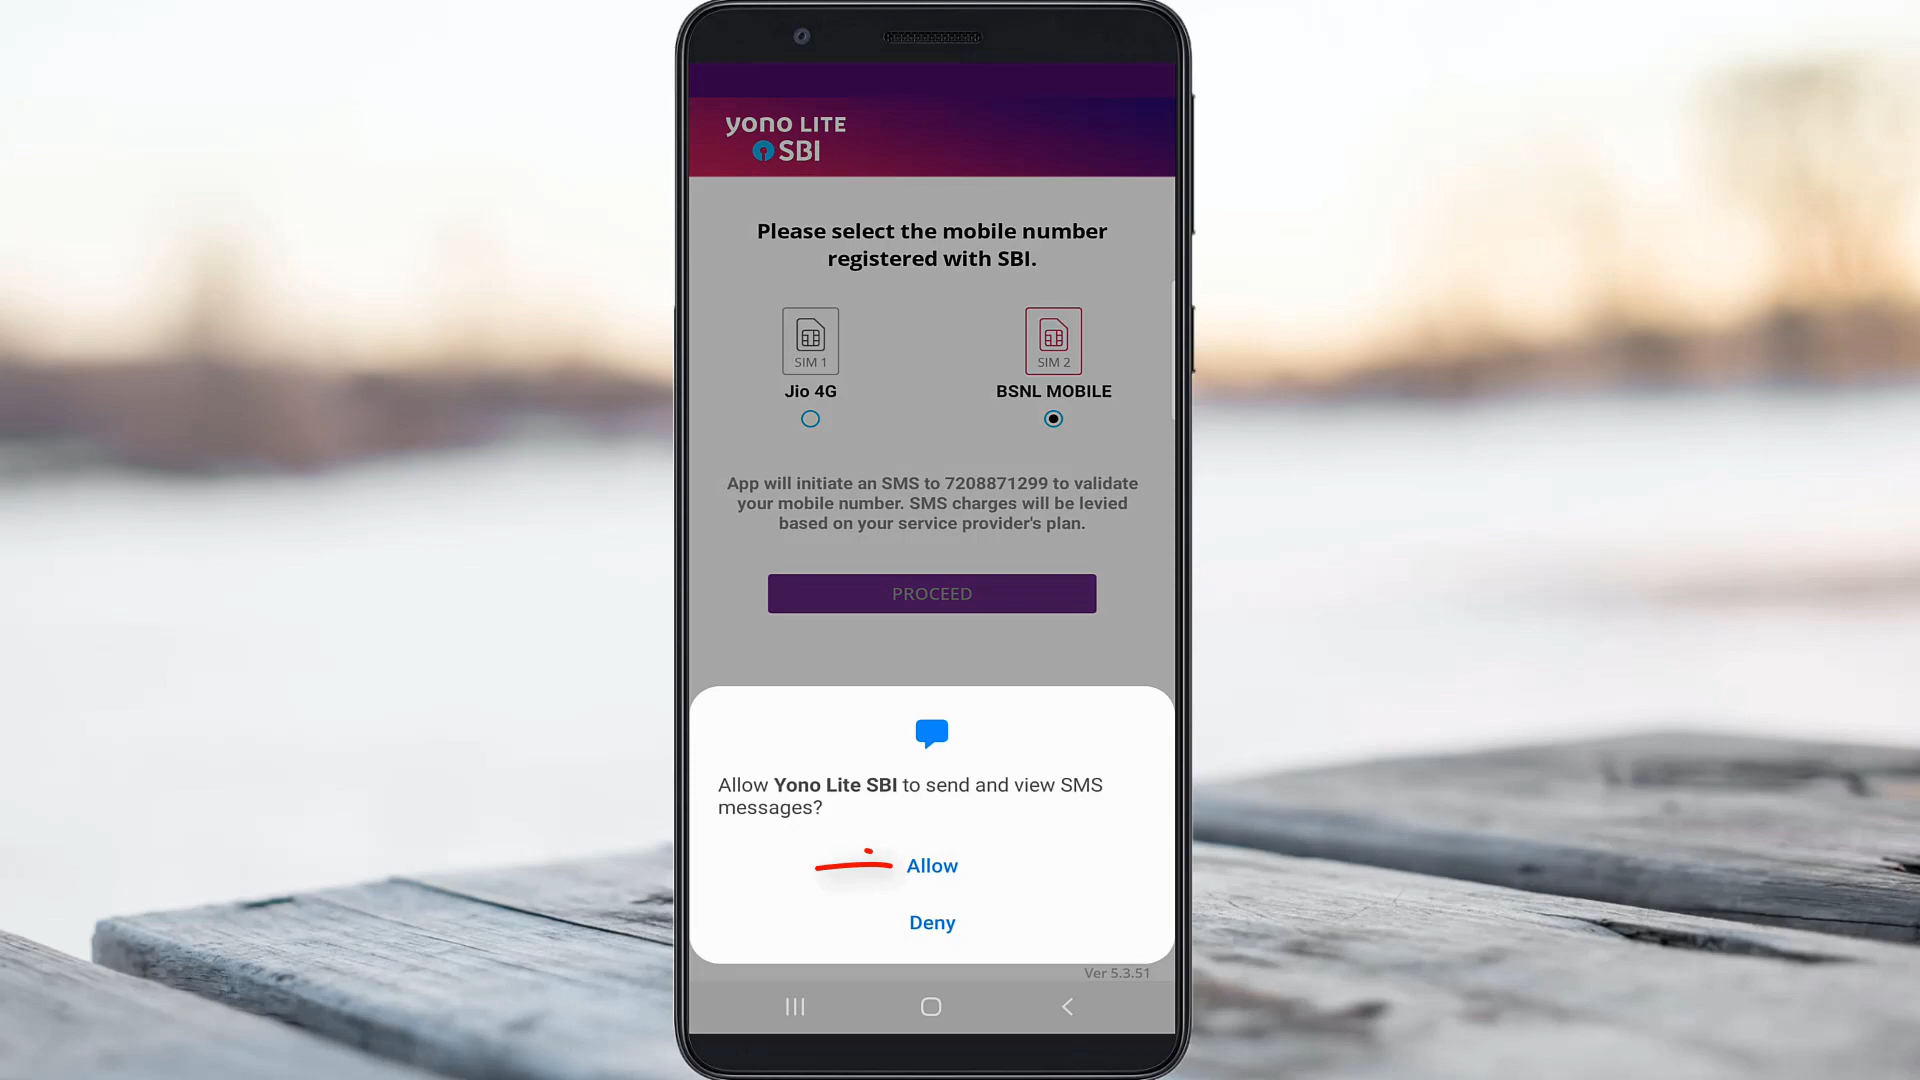 yono LITE
SBI
Please select the mobile number
registered with SBI.
SIM 1
SIM 2
Jio 4G
BSNL MOBILE
App will initiate an SMS to 7208871299 to validate
your mobile number. SMS charges will be levied
based on your service provider's plan.
PROCEED
Allow Yono Lite SBI to send and view SMS
messages?
Allow
Deny
Ver 5.3.51